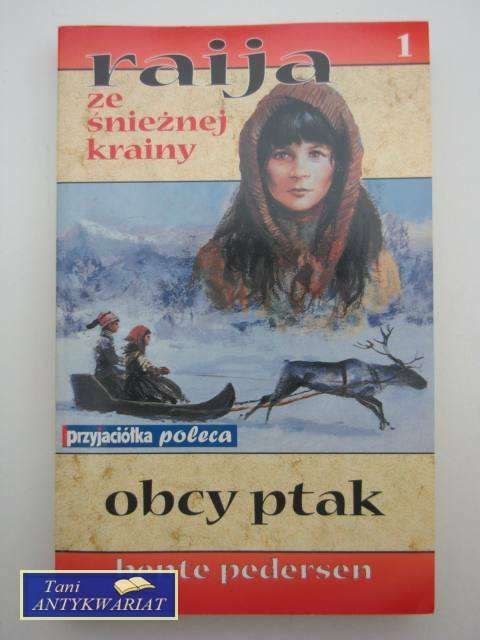 1
raija
ze
śnieżnej
krainy
przyjaciółka poleca
obcy ptak
bente pedersen
Tani
ANTYKWARIAT